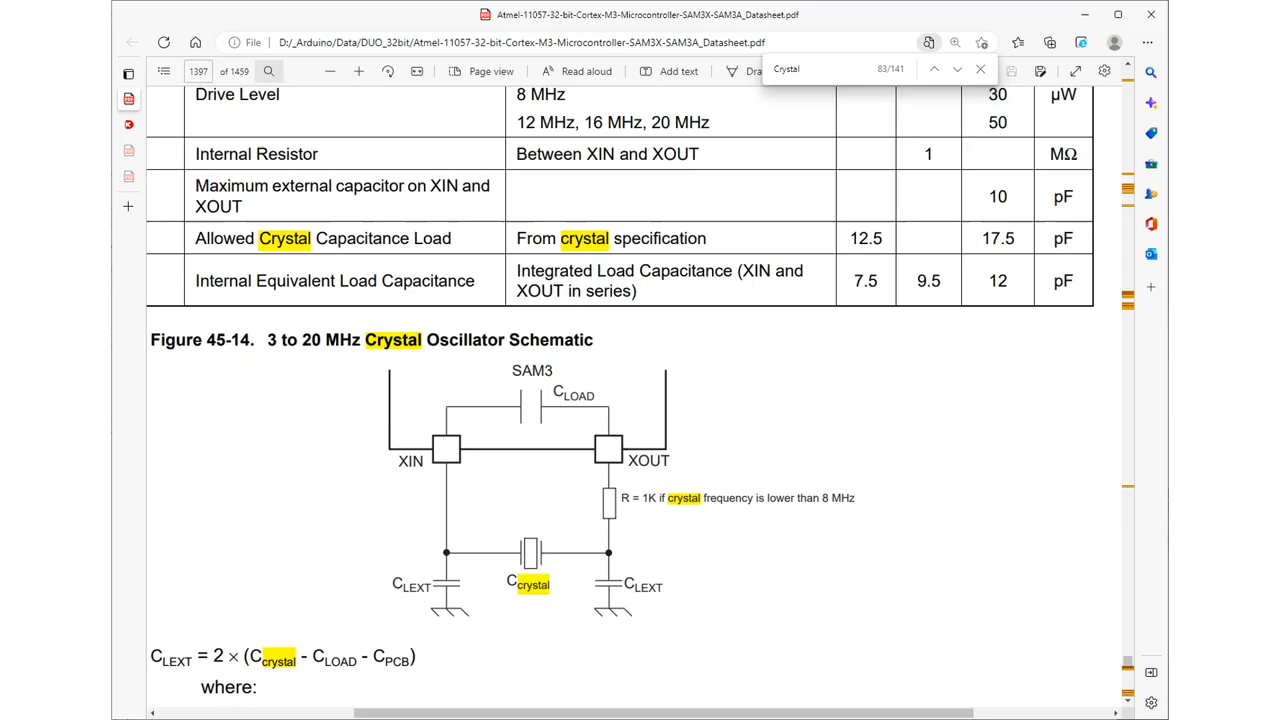 Atmel-11057-32-bit-Cortex-M3-Microcontroller-SAM3X-SAM3A_Datasheet.pdf
File D:/_Arduino/Data/DUO_32bit/Atmel-11057-32-bit-Cortex-M3-Microcontroller-SAM3X-SAM3A_Datasheet.pdf
1397 of 1459 Page view Read aloud Add text Dra
Crystal 83/141
Drive Level 8 MHz 30 µW
12 MHz, 16 MHz, 20 MHz 50
Internal Resistor Between XIN and XOUT 1 MΩ
Maximum external capacitor on XIN and
XOUT 10 pF
Allowed Crystal Capacitance Load From crystal specification 12.5 17.5 pF
Internal Equivalent Load Capacitance Integrated Load Capacitance (XIN and
XOUT in series) 7.5 9.5 12 pF
Figure 45-14. 3 to 20 MHz Crystal Oscillator Schematic
SAM3
CLOAD
XIN XOUT
R = 1K if crystal frequency is lower than 8 MHz
CLEXT Ccrystal CLEXT
CLEXT = 2 × (Ccrystal - CLOAD - CPCB)
where: